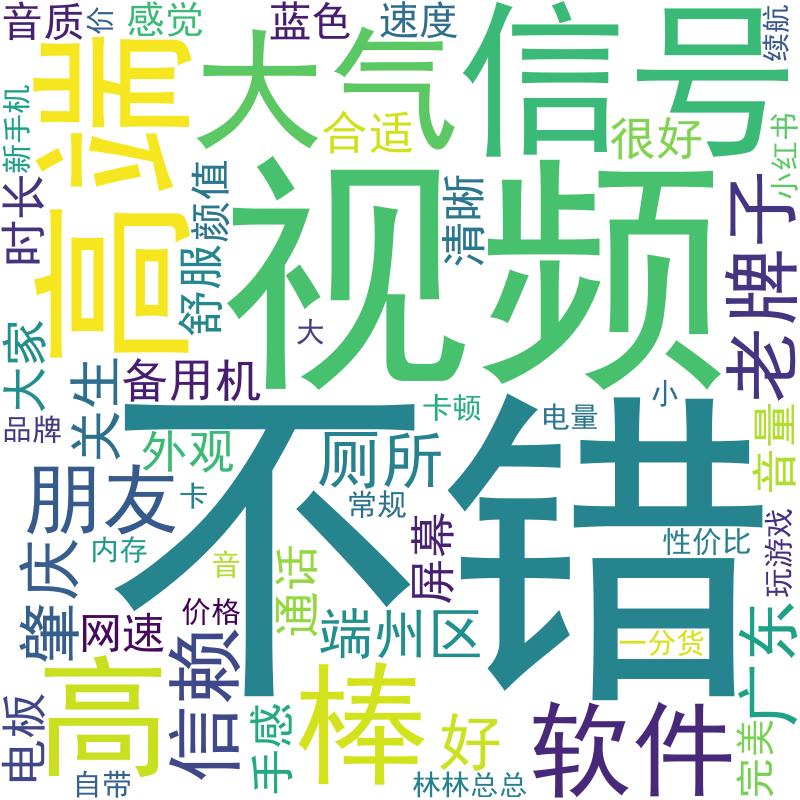 音质
价
感觉
蓝色
速度
信号
续航
高端
大气
合适
很好
小红书
新手机
时长
舒服
颜值
视频
清晰
老牌子
大
大家
关生
备用机
品牌
不错
卡顿
电量
小
外观
厕所
音量
朋友
卡
常规
屏幕
性价比
玩游戏
肇庆
内存
音
通话
网速
价格
信赖
端州区
一分货
广东
电板
高
手感
棒
好
软件
完美
自带
林林总总